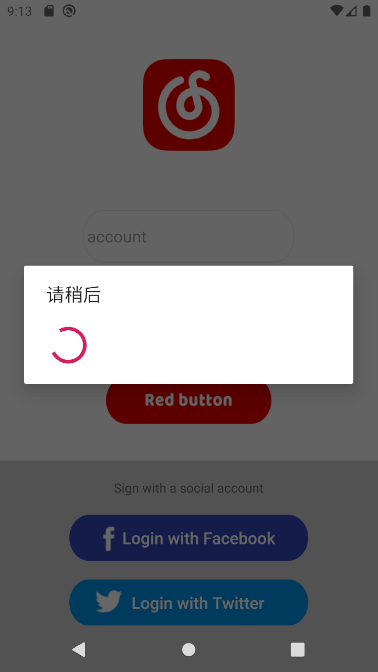 9:13
account
请稍后
Red button
Sign with a social account
Login with Facebook
Login with Twitter